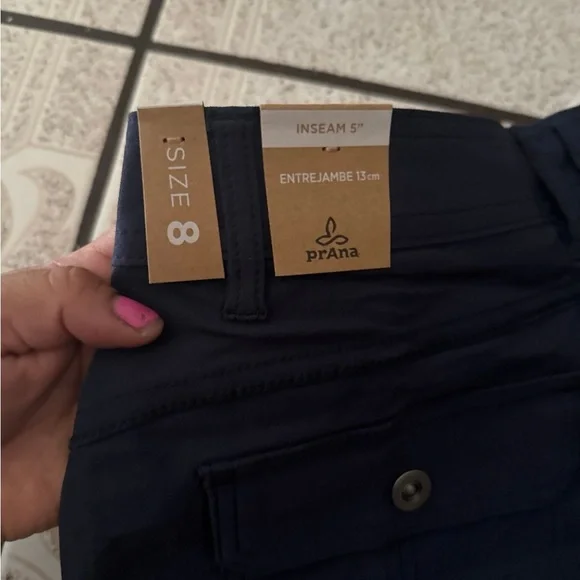 SIZE 8
INSEAM 5"
ENTREJAMBE 13 cm
prAna